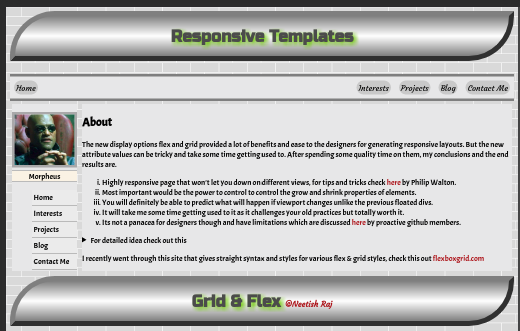 Responsive Templates
Home Interests Projects Blog Contact Me
Morpheus
Home
Interests
Projects
Blog
Contact Me
About
The new display options flex and grid provided a lot of benefits and ease to the designers for generating responsive layouts. But the new
attribute values can be tricky and take some time getting used to. After spending some quality time on them, my conclusions and the end
results are.
i. Highly responsive page that won't let you down on different views, for tips and tricks check here by Philip Walton.
ii. Most important would be the power to control to control the grow and shrink properties of elements.
iii. You will definitely be able to predict what will happen if viewport changes unlike the previous floated divs.
iv. It will take me some time getting used to it as it challenges your old practices but totally worth it.
v. Its not a panacea for designers though and have limitations which are discussed here by proactive github members.
▶ For detailed idea check out this
I recently went through this site that gives straight syntax and styles for various flex & grid styles, check this out flexboxgrid.com
Grid & Flex @Neetish Raj